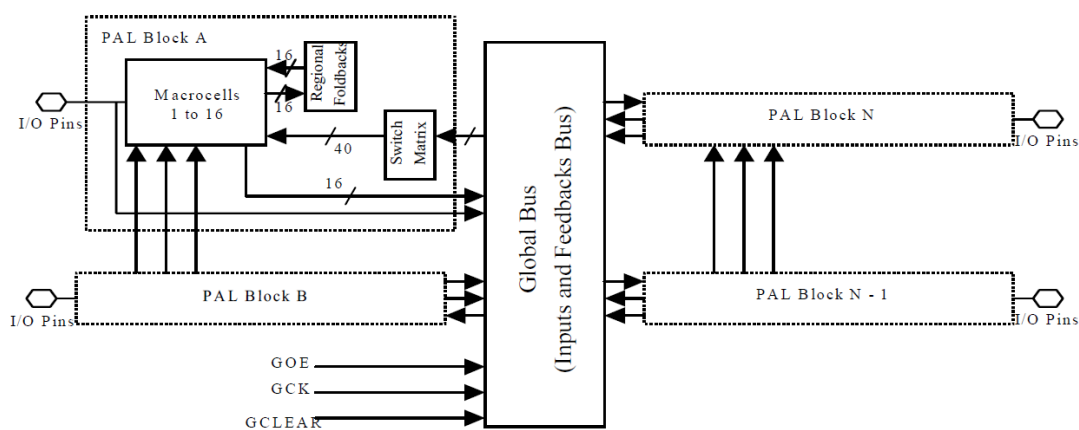 PAL Block A
16
Regional
Foldbacks
Macrocells
1 to 16
16
I/O Pins
40
Switch
Matrix
16
Global Bus
(Inputs and Feedbacks Bus)
PAL Block N
I/O Pins
PAL Block B
I/O Pins
PAL Block N - 1
I/O Pins
GOE
GCK
GCLEAR